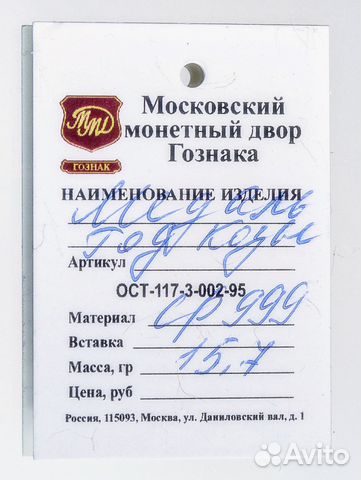 ММД
ГОЗНАК
Московский
монетный двор
Гознака
НАИМЕНОВАНИЕ ИЗДЕЛИЯ
Медаль
Год козы
Артикул
ОСТ-117-3-002-95
Материал ср 999
Вставка
Масса, гр 15,7
Цена, руб
Россия, 115093, Москва, ул. Даниловский вал, д. 1
Avito